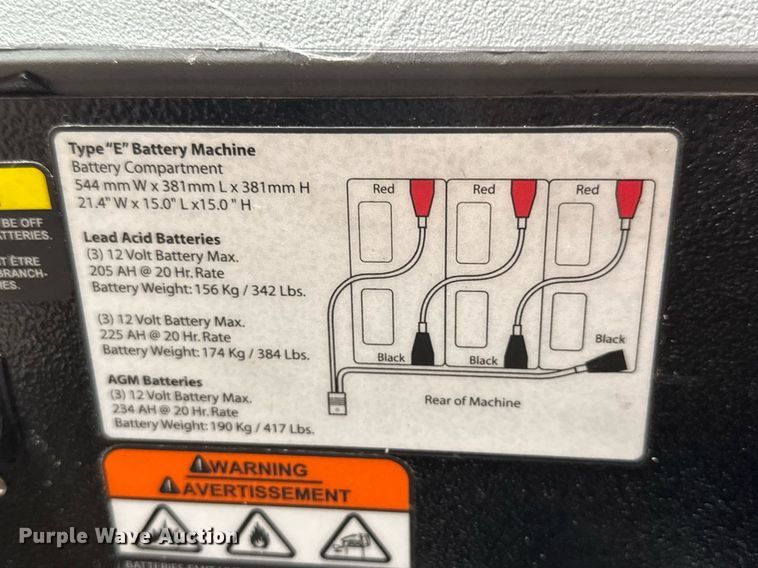 Type "E" Battery Machine
Battery Compartment
544 mm W x 381mm L x 381mm H
21.4" W x 15.0" L x15.0 " H
Lead Acid Batteries
(3) 12 Volt Battery Max.
205 AH @ 20 Hr. Rate
Battery Weight: 156 Kg / 342 Lbs.
(3) 12 Volt Battery Max.
225 AH @ 20 Hr. Rate
Battery Weight: 174 Kg / 384 Lbs.
AGM Batteries
(3) 12 Volt Battery Max.
234 AH @ 20 Hr. Rate
Battery Weight: 190 Kg / 417 Lbs.
Red Red Red
Black Black Black
Rear of Machine
BE OFF
ÊTRE
WARNING
AVERTISSEMENT
Purple Wave Auction